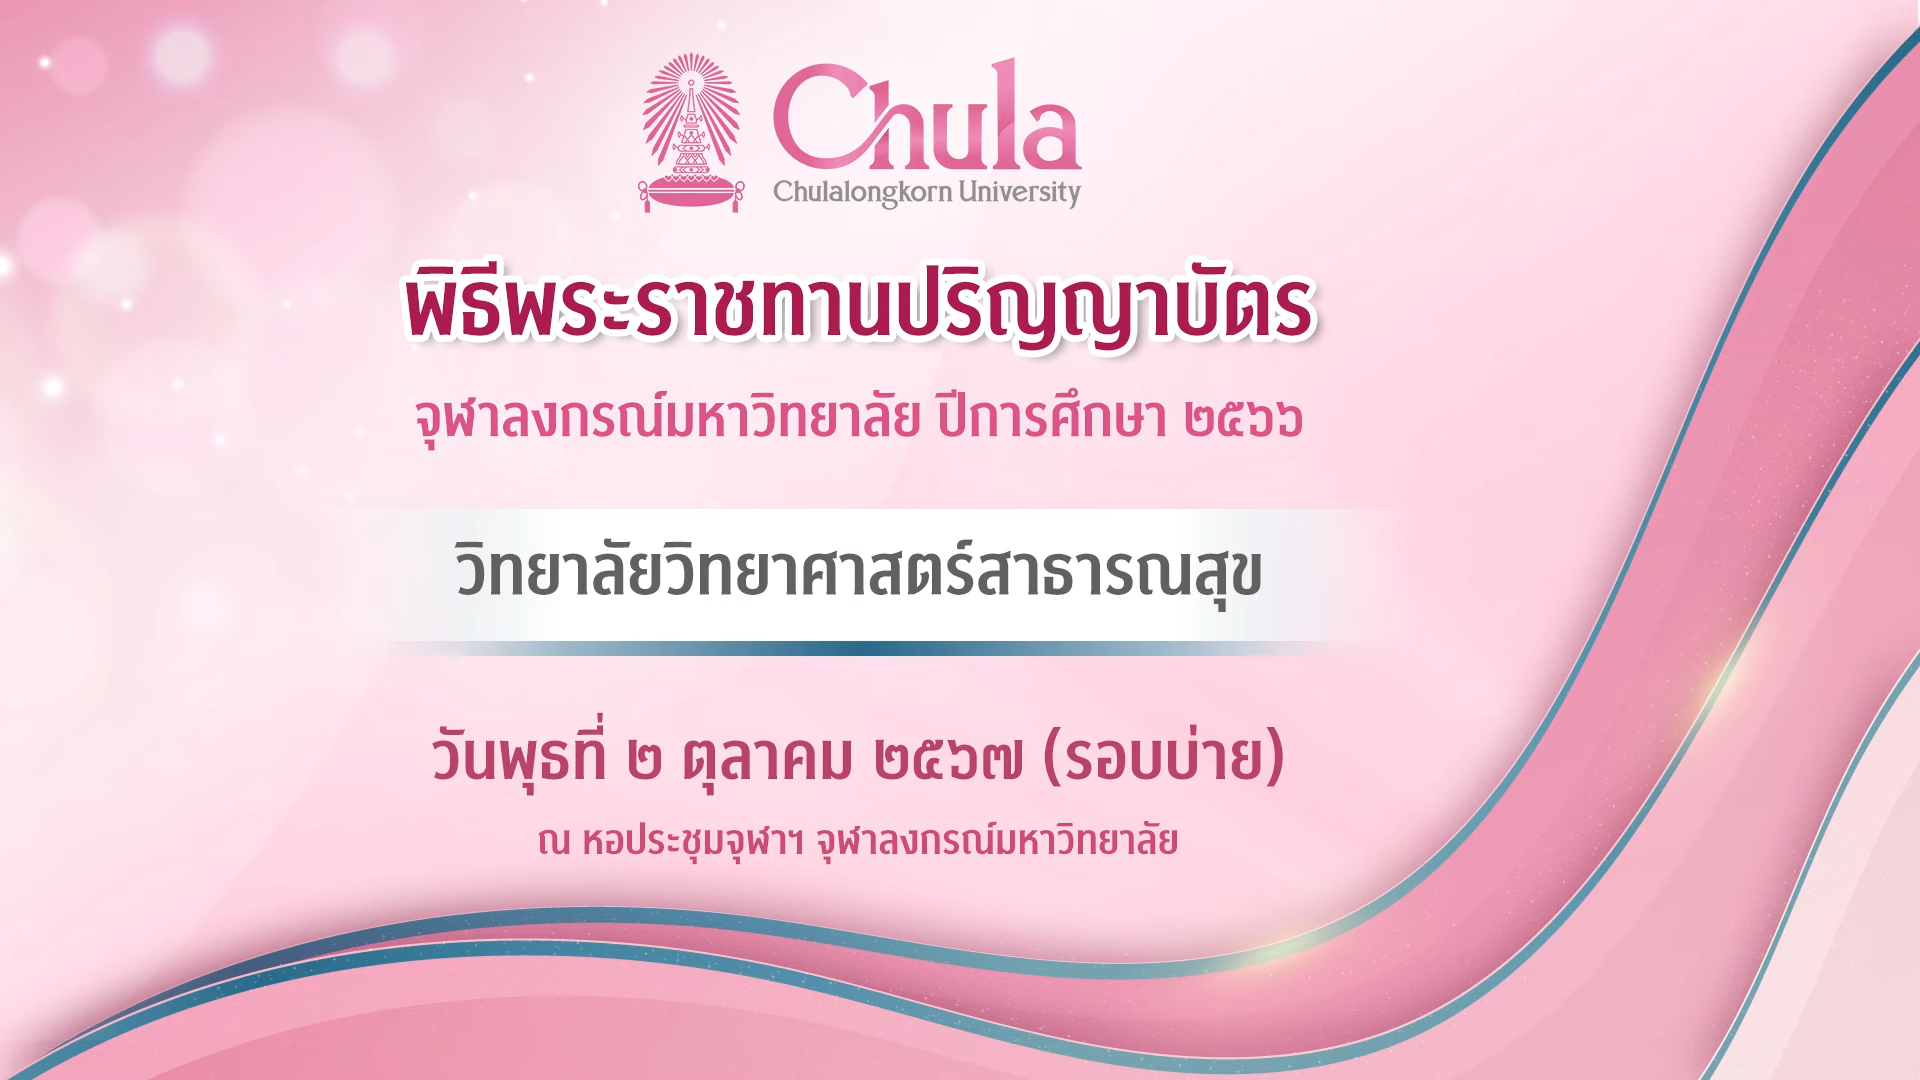 Chula
Chulalongkorn University
พิธีพระราชทานปริญญาบัตร
จุฬาลงกรณ์มหาวิทยาลัย ปีการศึกษา ๒๕๖๖
วิทยาลัยวิทยาศาสตร์สาธารณสุข
วันพุธที่ ๒ ตุลาคม ๒๕๖๗ (รอบบ่าย)
ณ หอประชุมจุฬาฯ จุฬาลงกรณ์มหาวิทยาลัย